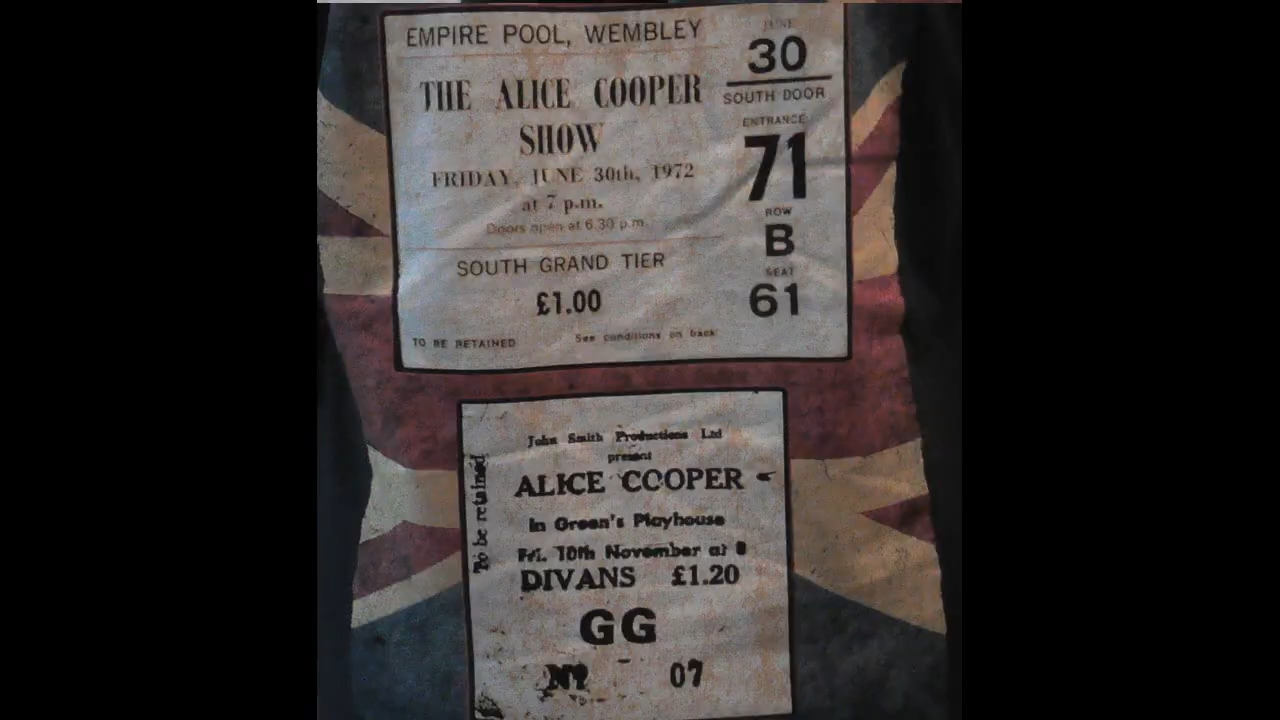 EMPIRE POOL, WEMBLEY
THE ALICE COOPER
SHOW
FRIDAY, JUNE 30th, 1972
at 7 p.m.
Doors open at 6.30 p.m.
SOUTH GRAND TIER
£1.00
TO BE RETAINED
See conditions on back
JUNE
30
SOUTH DOOR
ENTRANCE
71
ROW
B
SEAT
61
To be retained
John Smith Productions Ltd
present
ALICE COOPER
In Green's Playhouse
Fri. 10th November at 8
DIVANS £1.20
GG
Nº 07